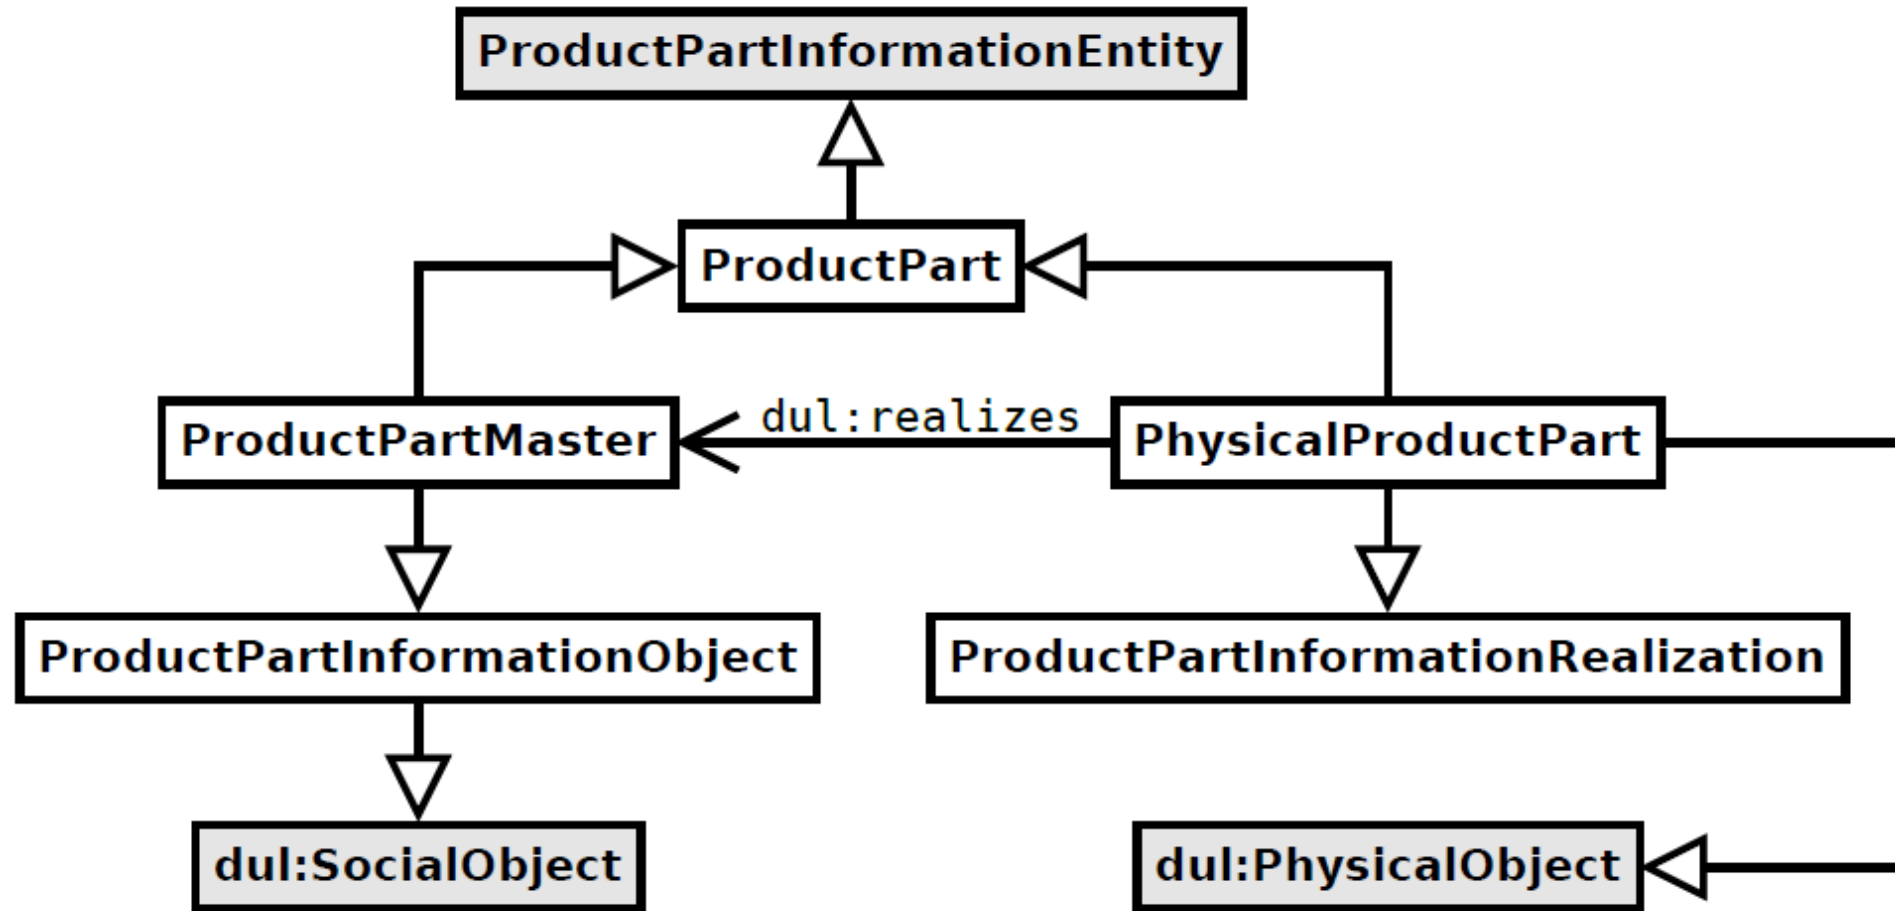 ProductPartInformationEntity
ProductPart
dul:realizes
ProductPartMaster
PhysicalProductPart
ProductPartInformationObject
ProductPartInformationRealization
dul:SocialObject
dul:PhysicalObject